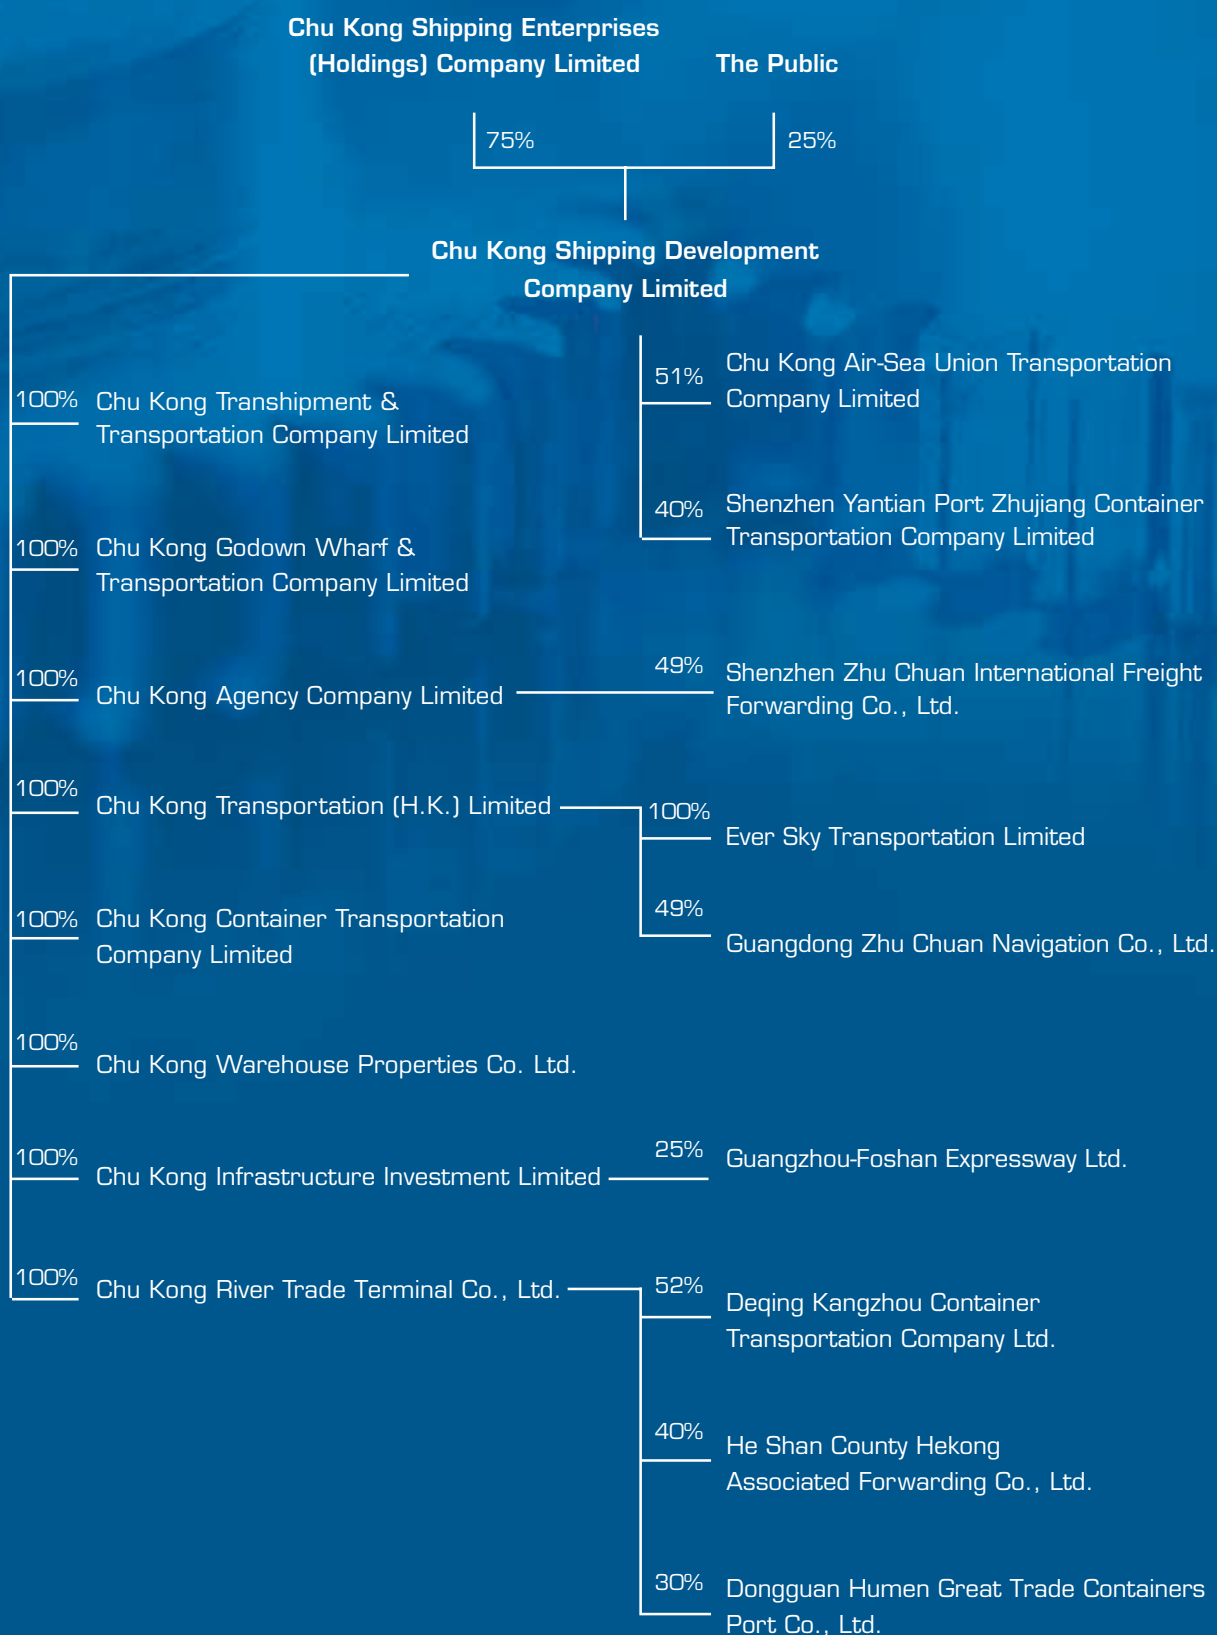 Chu Kong Shipping Enterprises
(Holdings) Company Limited
The Public
75%
25%
Chu Kong Shipping Development
Company Limited
51%
Chu Kong Air-Sea Union Transportation
Company Limited
40%
Shenzhen Yantian Port Zhujiang Container
Transportation Company Limited
100%
Chu Kong Transhipment &
Transportation Company Limited
100%
Chu Kong Godown Wharf &
Transportation Company Limited
100%
Chu Kong Agency Company Limited
49%
Shenzhen Zhu Chuan International Freight
Forwarding Co., Ltd.
100%
Chu Kong Transportation (H.K.) Limited
100%
Ever Sky Transportation Limited
49%
Guangdong Zhu Chuan Navigation Co., Ltd.
100%
Chu Kong Container Transportation
Company Limited
100%
Chu Kong Warehouse Properties Co. Ltd.
100%
Chu Kong Infrastructure Investment Limited
25%
Guangzhou-Foshan Expressway Ltd.
100%
Chu Kong River Trade Terminal Co., Ltd.
52%
Deqing Kangzhou Container
Transportation Company Ltd.
40%
He Shan County Hekong
Associated Forwarding Co., Ltd.
30%
Dongguan Humen Great Trade Containers
Port Co., Ltd.